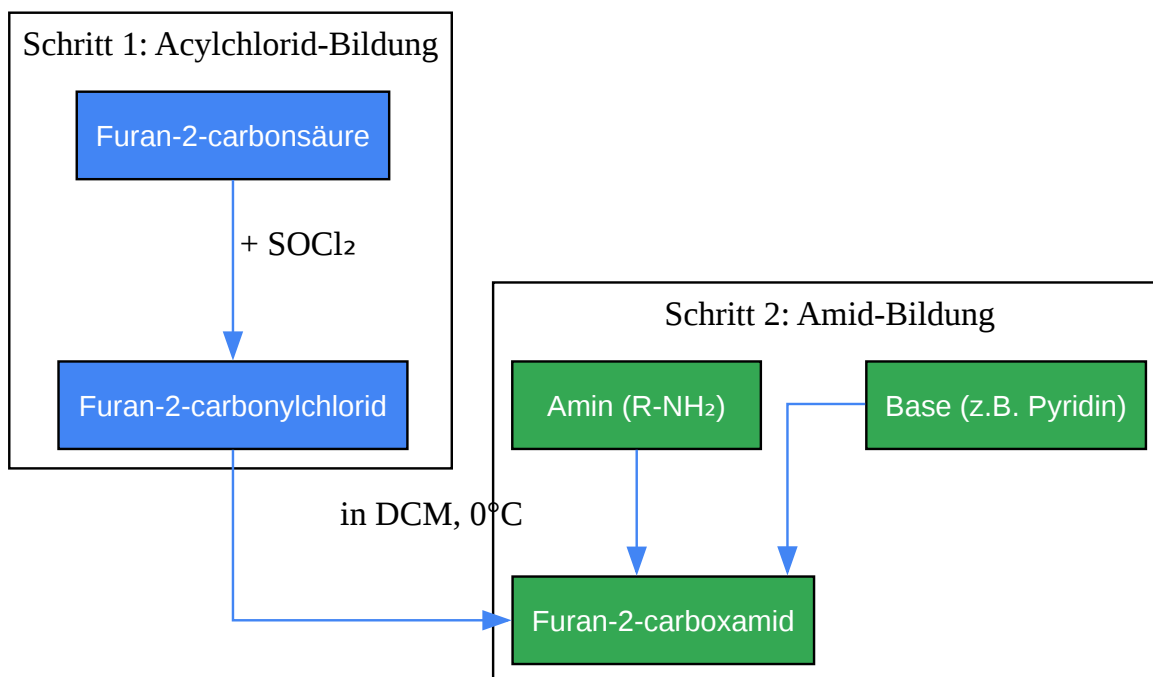 Schritt 1: Acylchlorid-Bildung
Furan-2-carbonsäure
+ SOCl₂
Furan-2-carbonylchlorid
Schritt 2: Amid-Bildung
Amin (R-NH₂)
Base (z.B. Pyridin)
in DCM, 0°C
Furan-2-carboxamid